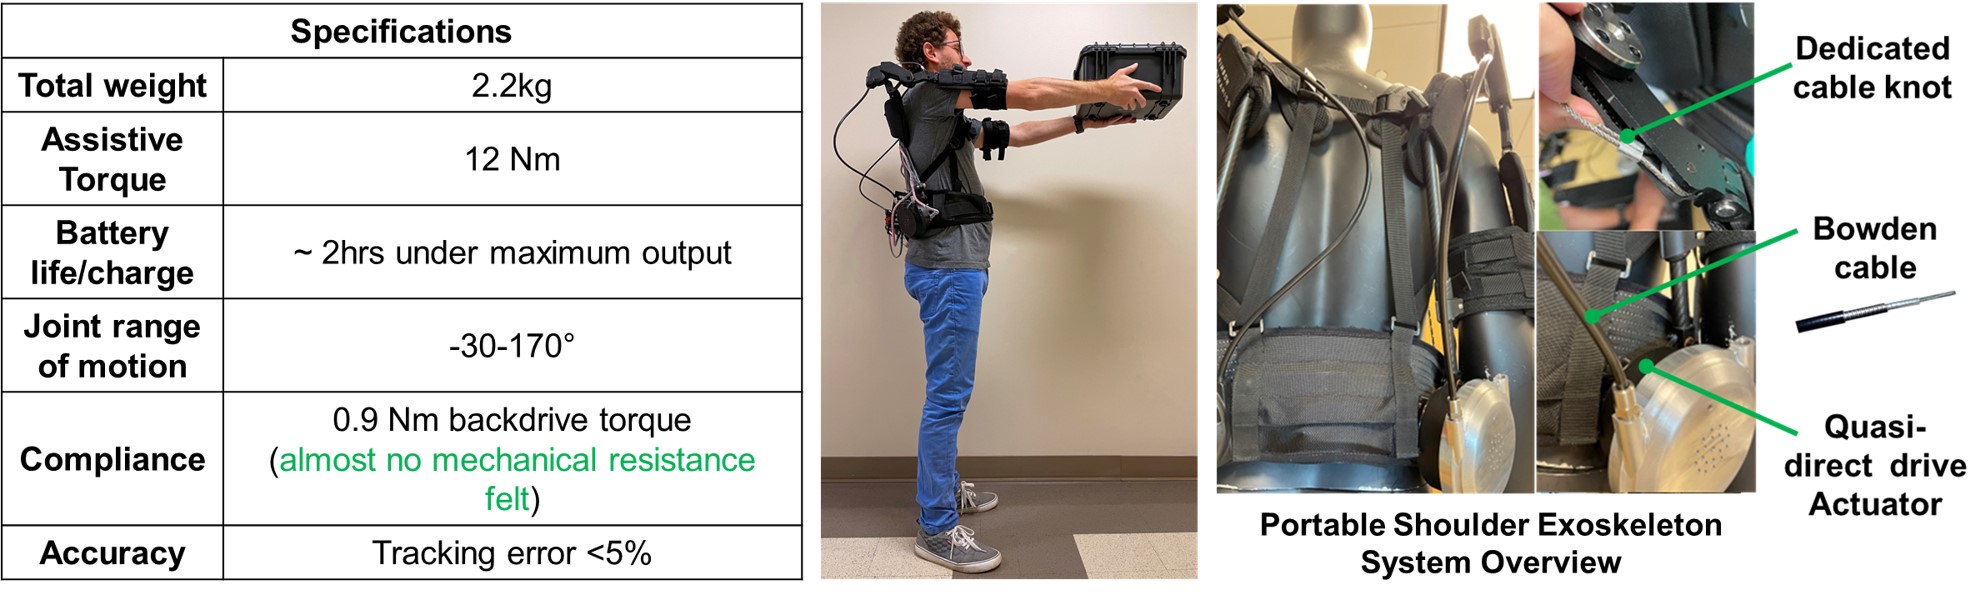 Specifications
Total weight
2.2kg
Assistive
Torque
12 Nm
Battery
life/charge
~ 2hrs under maximum output
Joint range
of motion
-30-170°
Compliance
0.9 Nm backdrive torque
(almost no mechanical resistance
felt)
Accuracy
Tracking error <5%
Dedicated
cable knot
Bowden
cable
Quasi-
direct drive
Actuator
Portable Shoulder Exoskeleton
System Overview